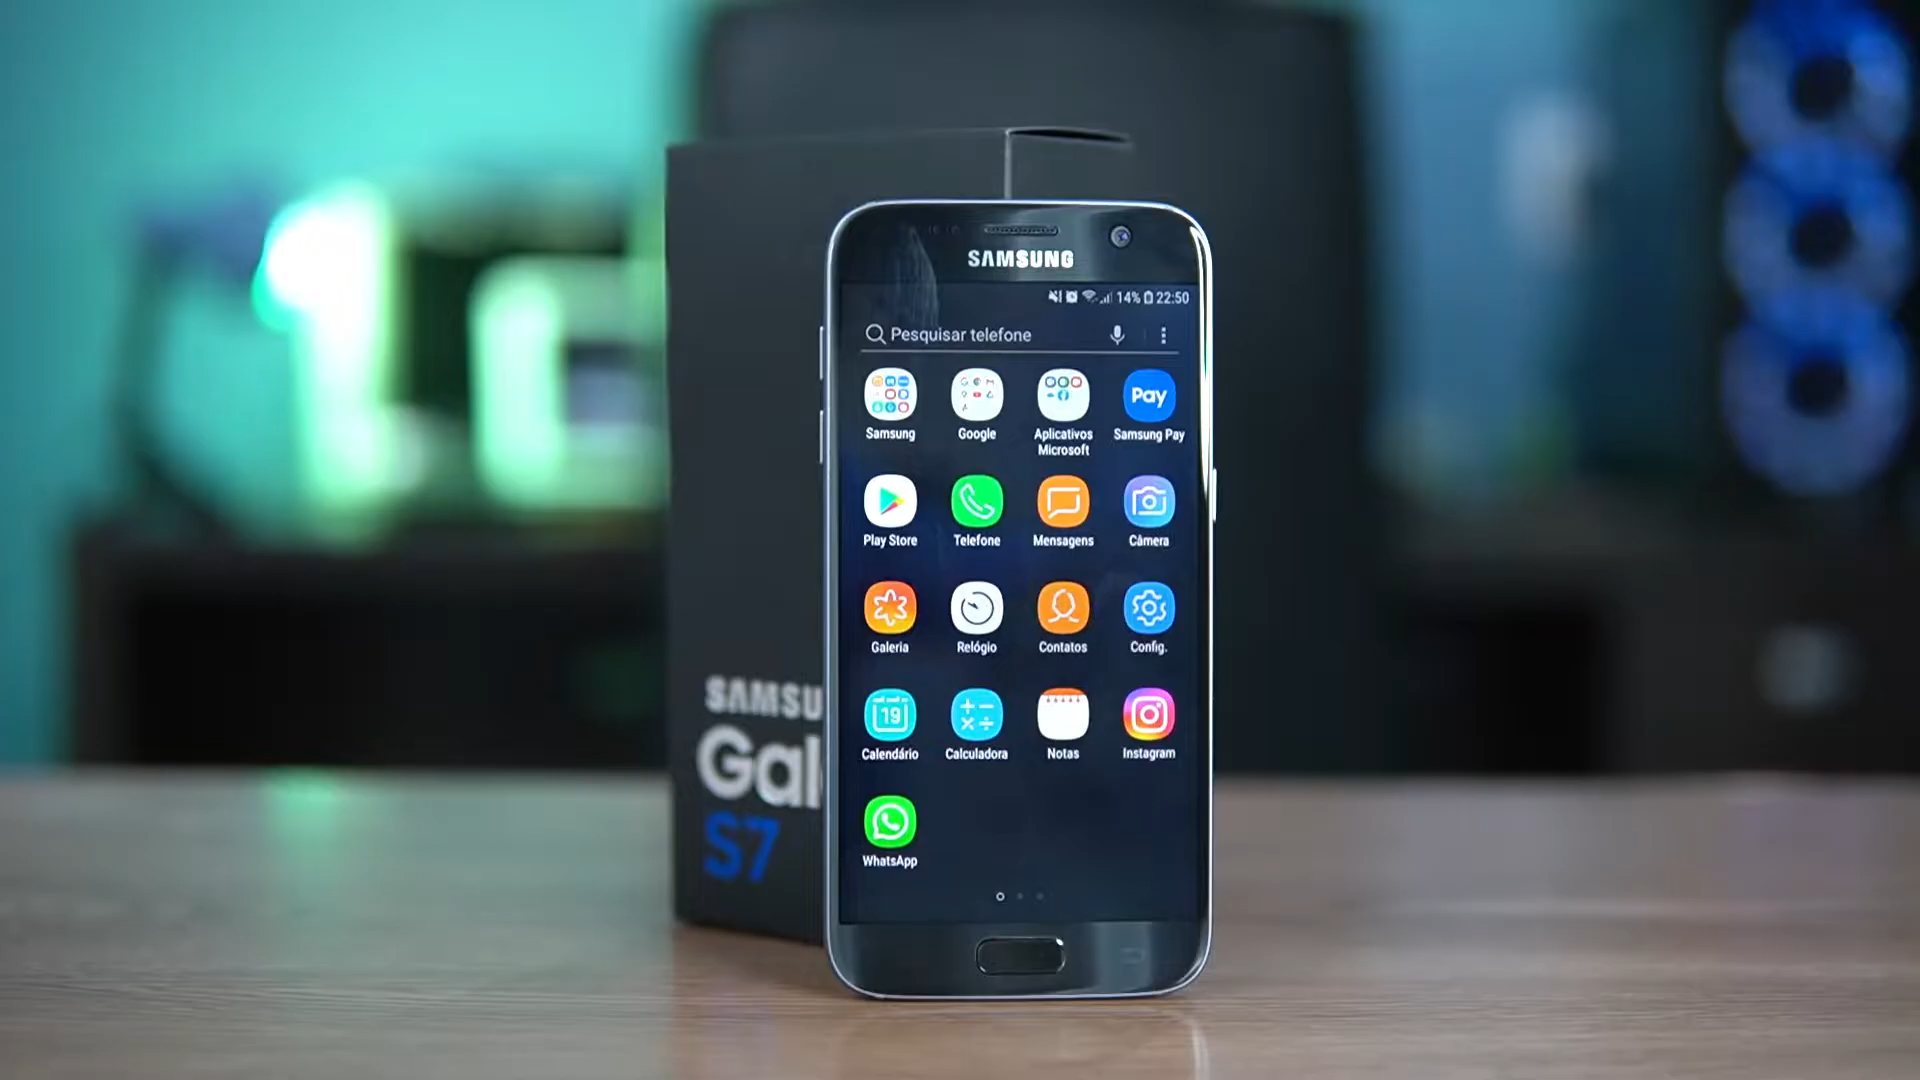 SAMSUNG
14% 22:50
Pesquisar telefone
Samsung
Google
Aplicativos
Microsoft
Pay
Samsung Pay
Play Store
Telefone
Mensagens
Câmera
Galeria
Relógio
Contatos
Config.
19
Calendário
Calculadora
Notas
Instagram
WhatsApp
SAMSU
Gal
S7